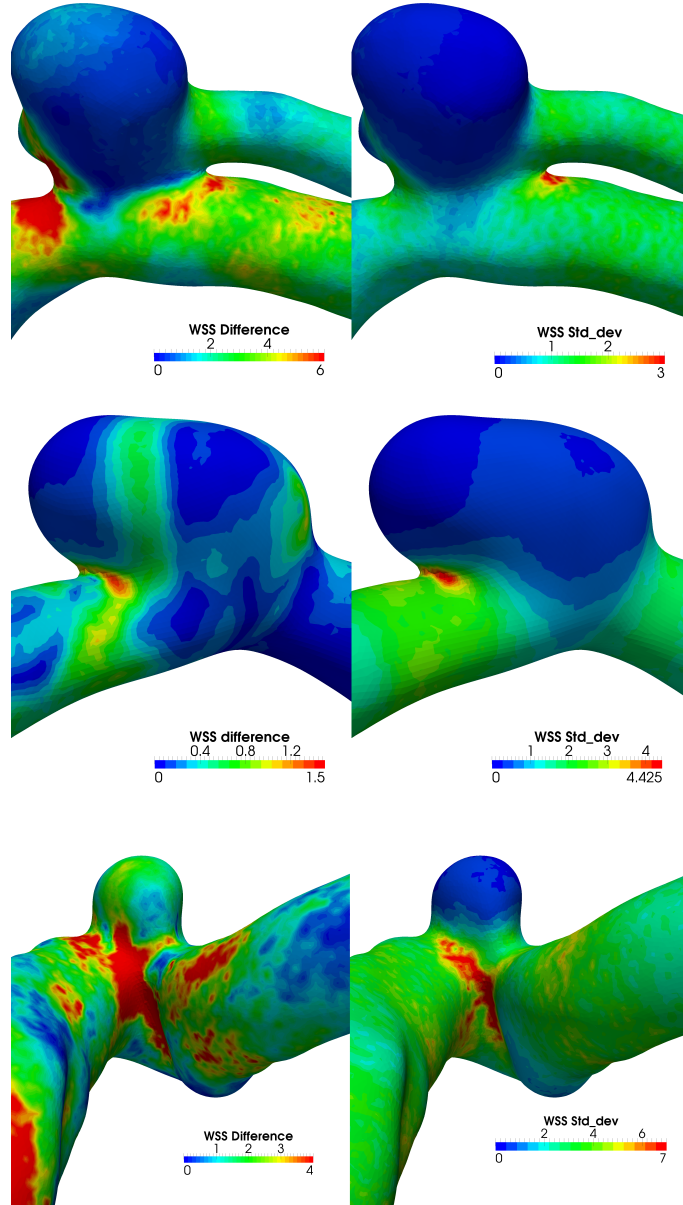 WSS Difference
2 4
0 6
WSS Std_dev
1 2
0 3
WSS difference
0.4 0.8 1.2
0 1.5
WSS Std_dev
1 2 3 4
0 4.425
WSS Difference
1 2 3
0 4
WSS Std_dev
2 4 6
0 7